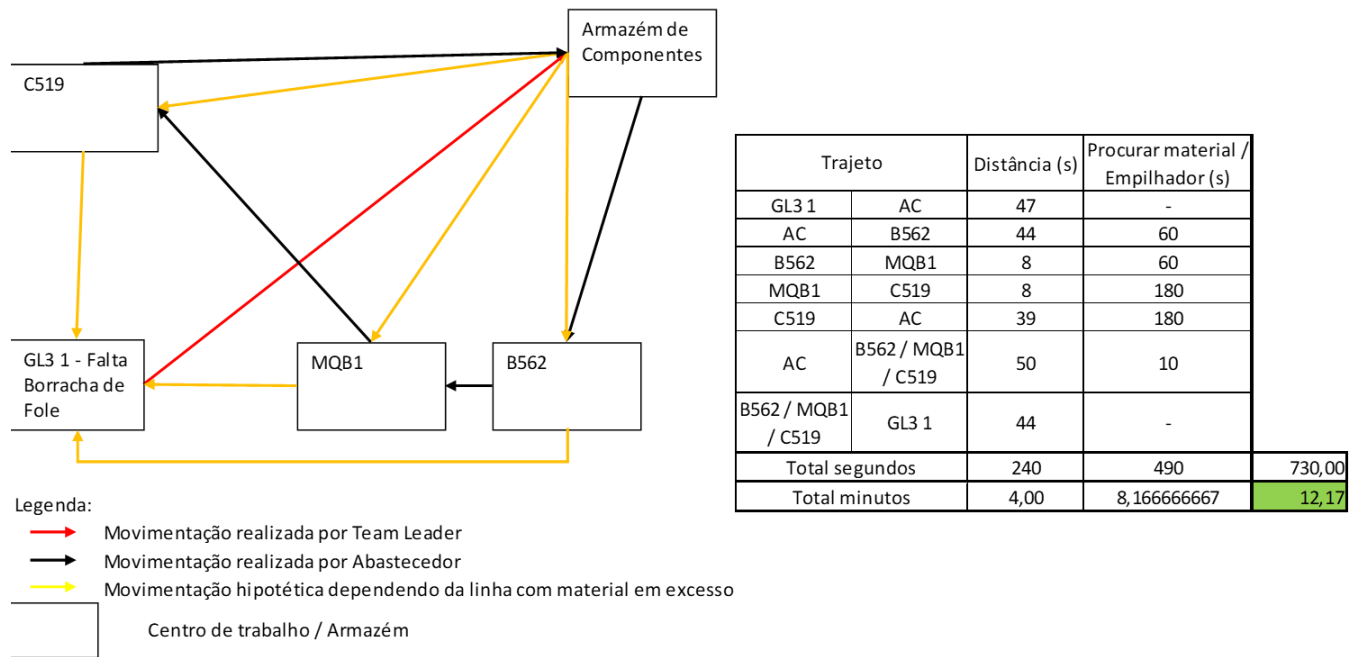 Armazém de
Componentes
C519
GL3 1 - Falta
Borracha de
Fole
MQB1
B562
Legenda:
Movimentação realizada por Team Leader
Movimentação realizada por Abastecedor
Movimentação hipotética dependendo da linha com material em excesso
Centro de trabalho / Armazém
Trajeto Distância (s) Procurar material /
Empilhador (s)
GL3 1 AC 47 -
AC B562 44 60
B562 MQB1 8 60
MQB1 C519 8 180
C519 AC 39 180
AC B562 / MQB1
/ C519 50 10
B562 / MQB1
/ C519 GL3 1 44 -
Total segundos 240 490 730,00
Total minutos 4,00 8,166666667 12,17